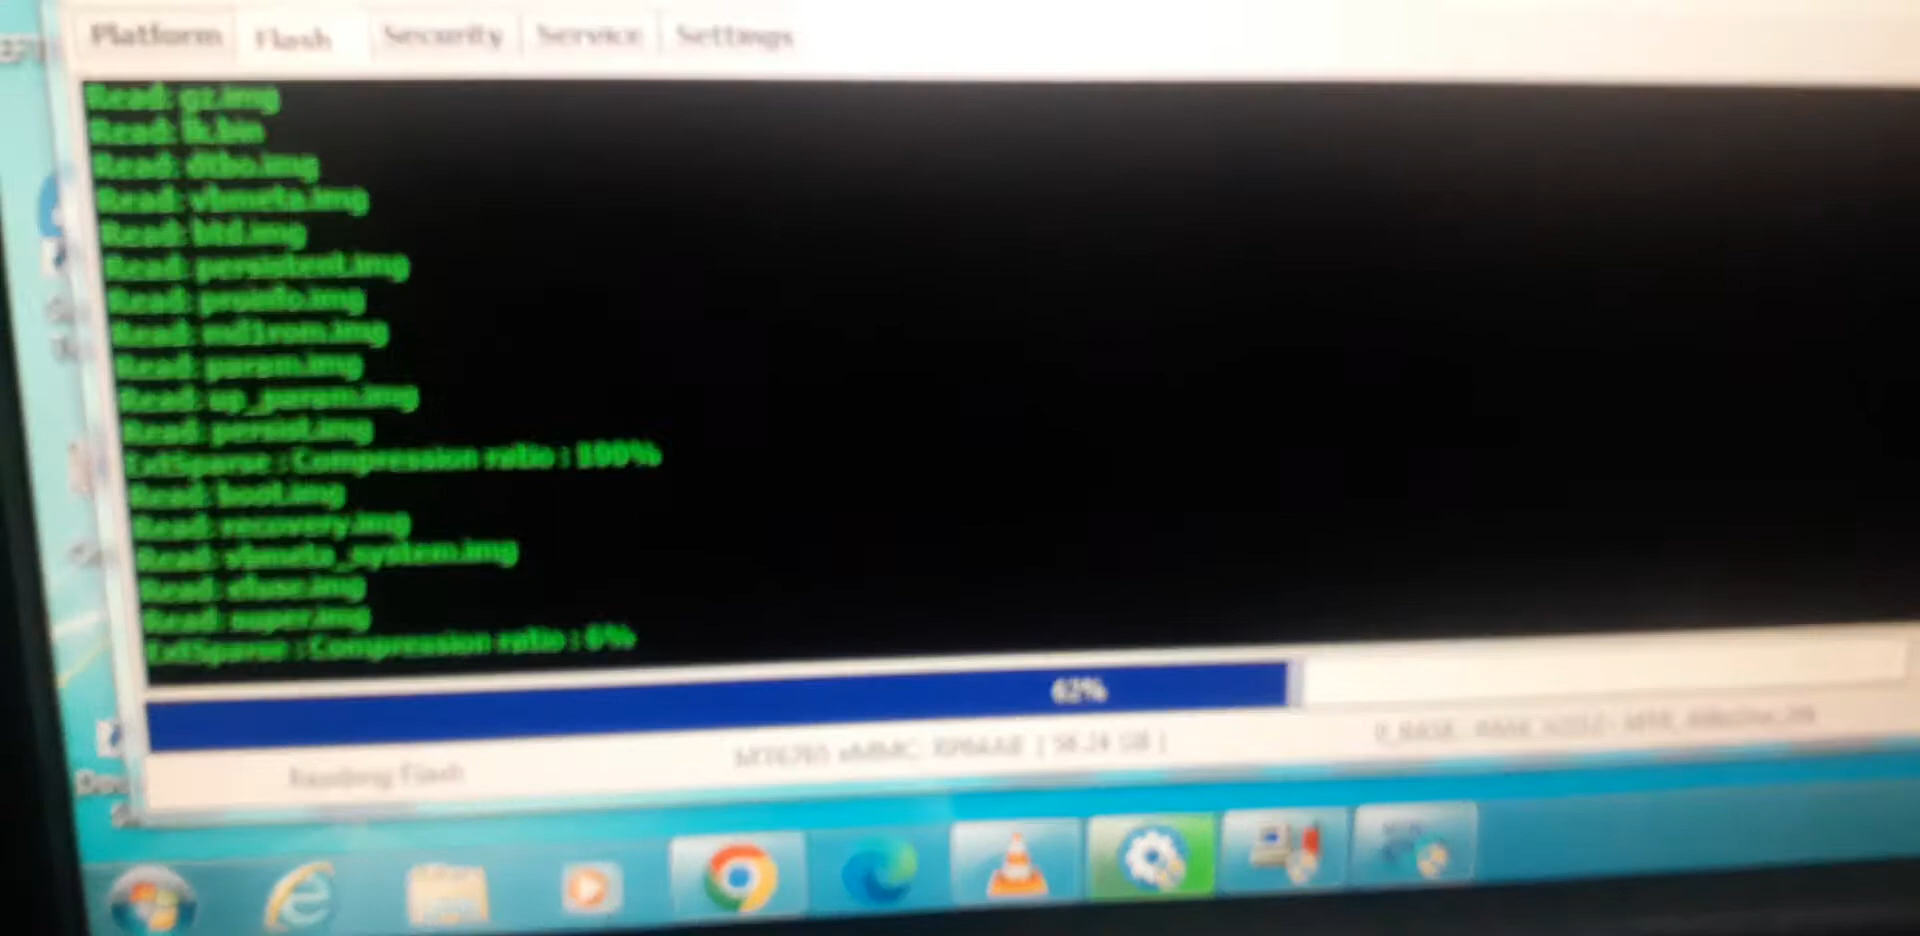 Platform Flash Security Service Settings
Read: gz.img
Read: lk.bin
Read: dtbo.img
Read: vbmeta.img
Read:
Read: persistent.img
Read: proinfo.img
Read: md1rom.img
Read: param.img
Read: up_param.img
Read: persist.img
ExtSparse : Compression ratio : 100%
Read: boot.img
Read: recovery.img
Read: vbmeta_system.img
Read: efuse.img
Read: super.img
ExtSparse : Compression ratio : 0%
62%
Reading Flash